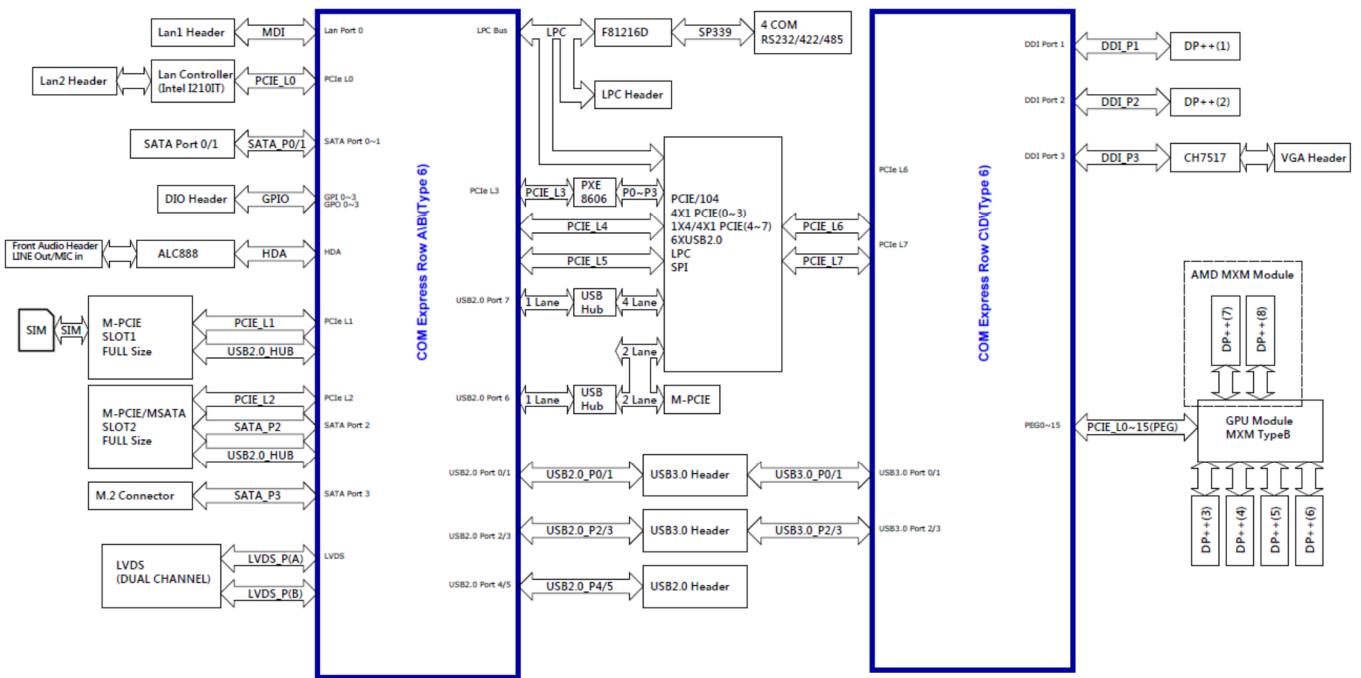 Lan1 Header
MDI
Lan Port 0
Lan2 Header
Lan Controller
(Intel I210IT)
PCIE_L0
PCIe L0
SATA Port 0/1
SATA_P0/1
SATA Port 0~1
DIO Header
GPIO
GPI 0~3
GPO 0~3
Front Audio Header
LINE Out/MIC in
ALC888
HDA
HDA
SIM
SIM
M-PCIE
SLOT1
FULL Size
PCIE_L1
USB2.0_HUB
PCIe L1
M-PCIE/MSATA
SLOT2
FULL Size
PCIE_L2
SATA_P2
USB2.0_HUB
PCIe L2
SATA Port 2
M.2 Connector
SATA_P3
SATA Port 3
LVDS
(DUAL CHANNEL)
LVDS_P(A)
LVDS_P(B)
LVDS
COM Express Row A\B\(Type 6)
LPC Bus
LPC
F81216D
SP339
4 COM
RS232/422/485
LPC Header
PCIe L3
PCIE_L3
PXE
8606
P0~P3
PCIE_L4
PCIE_L5
USB2.0 Port 7
1 Lane
USB
Hub
4 Lane
PCIE/104
4X1 PCIE(0~3)
1X4/4X1 PCIE(4~7)
6XUSB2.0
LPC
SPI
2 Lane
USB2.0 Port 6
1 Lane
USB
Hub
2 Lane
M-PCIE
USB2.0 Port 0/1
USB2.0_P0/1
USB3.0 Header
USB3.0_P0/1
USB3.0 Port 0/1
USB2.0 Port 2/3
USB2.0_P2/3
USB3.0 Header
USB3.0_P2/3
USB3.0 Port 2/3
USB2.0 Port 4/5
USB2.0_P4/5
USB2.0 Header
PCIE_L6
PCIE_L7
PCIe L6
PCIe L7
COM Express Row C\D\(Type 6)
DDI Port 1
DDI_P1
DP++(1)
DDI Port 2
DDI_P2
DP++(2)
DDI Port 3
DDI_P3
CH7517
VGA Header
AMD MXM Module
DP++(7)
DP++(8)
PEG0~15
PCIE_L0~15(PEG)
GPU Module
MXM TypeB
DP++(3)
DP++(4)
DP++(5)
DP++(6)